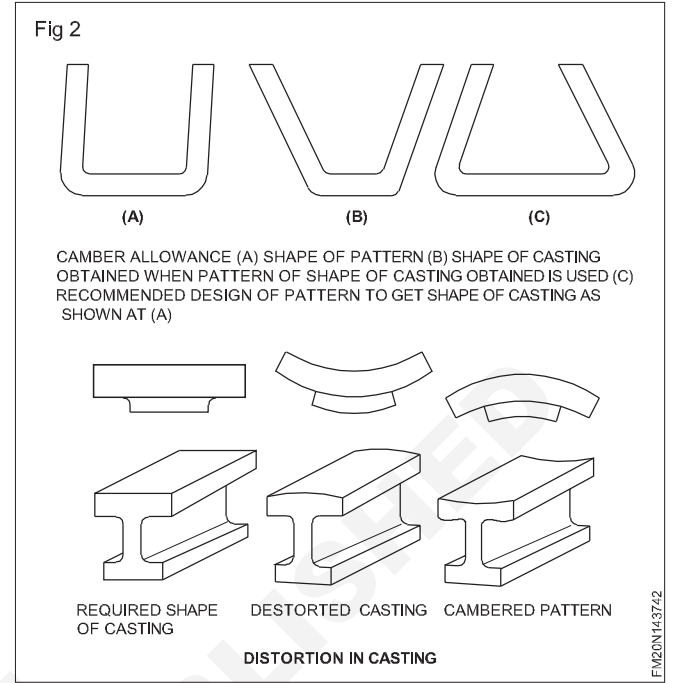 Fig 2
(A) (B) (C)
CAMBER ALLOWANCE (A) SHAPE OF PATTERN (B) SHAPE OF CASTING
OBTAINED WHEN PATTERN OF SHAPE OF CASTING OBTAINED IS USED (C)
RECOMMENDED DESIGN OF PATTERN TO GET SHAPE OF CASTING AS
SHOWN AT (A)
REQUIRED SHAPE
OF CASTING
DESTORTED CASTING
CAMBERED PATTERN
DISTORTION IN CASTING
FM20N143742